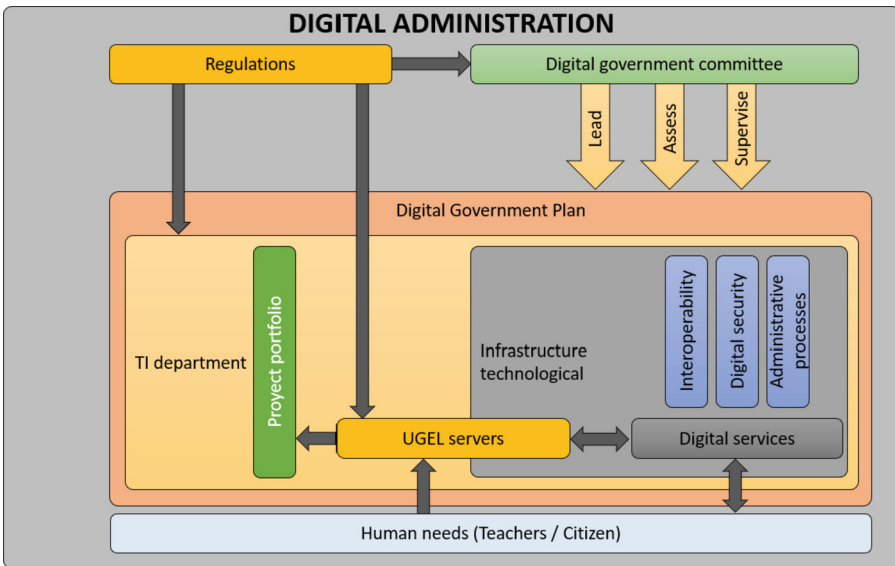 DIGITAL ADMINISTRATION
Regulations
Digital government committee
Lead
Assess
Supervise
Digital Government Plan
TI department
Proyect portfolio
Infrastructure
technological
Interoperability
Digital security
Administrative
processes
UGEL servers
Digital services
Human needs (Teachers / Citizen)